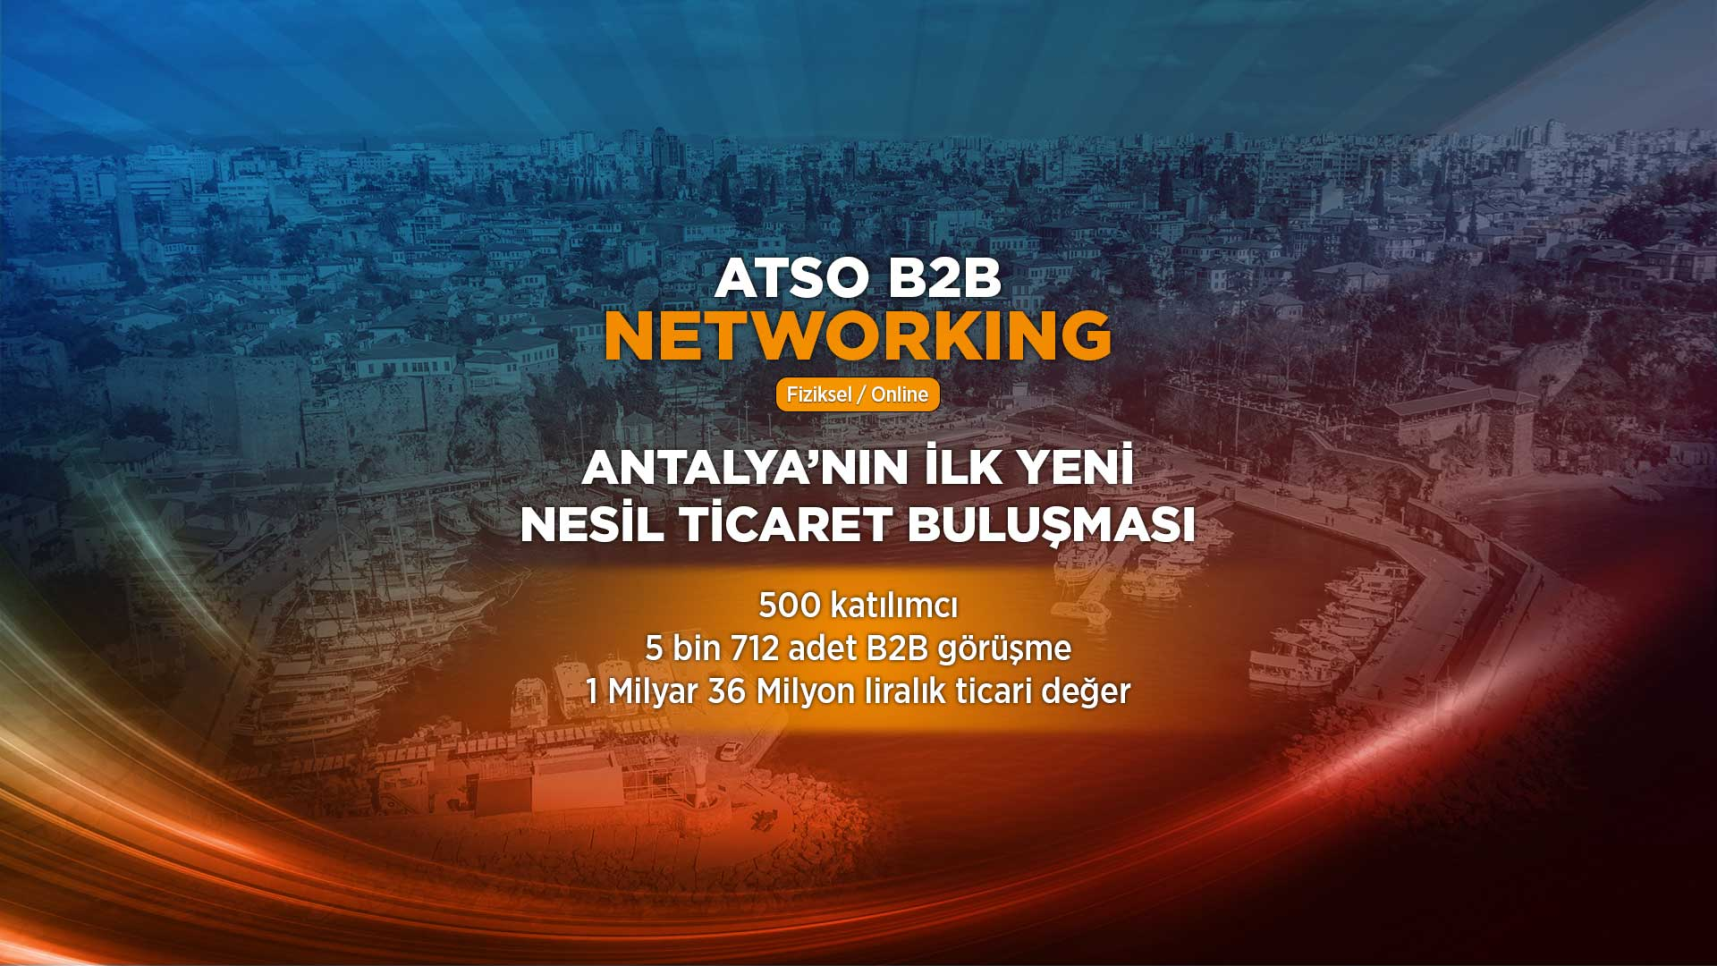 ATSO B2B
NETWORKING
Fiziksel / Online
ANTALYA’NIN İLK YENİ
NESİL TİCARET BULUŞMASI
500 katılımcı
5 bin 712 adet B2B görüşme
1 Milyar 36 Milyon liralık ticari değer